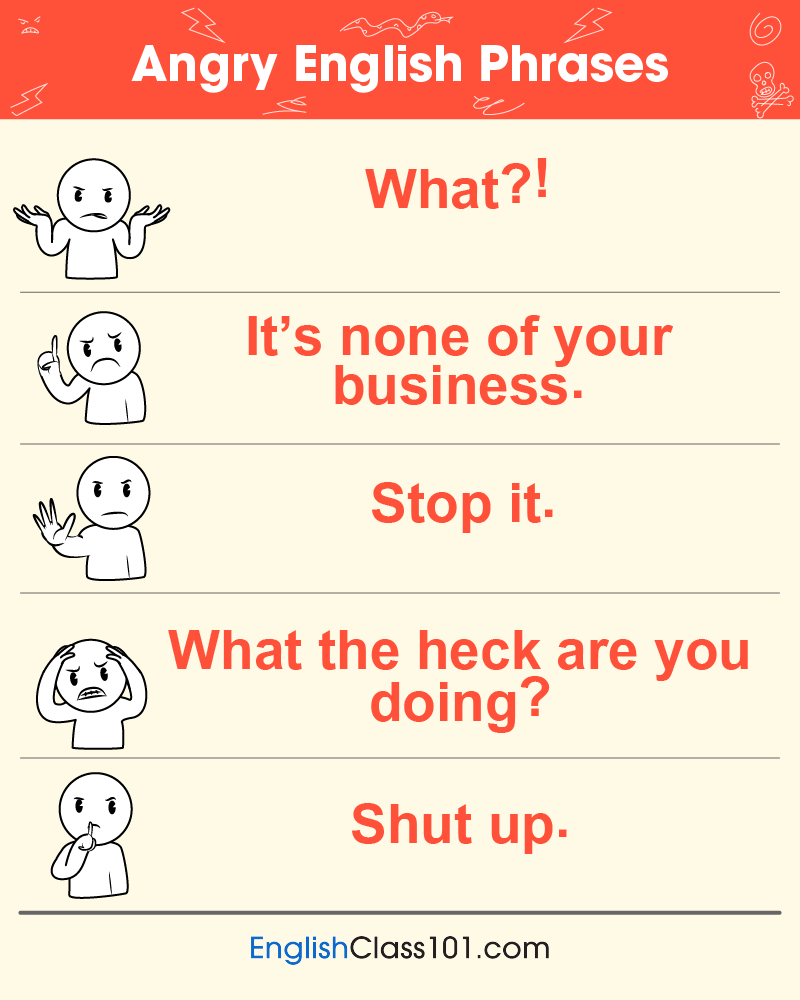 Angry English Phrases
What?!
It’s none of your
business.
Stop it.
What the heck are you
doing?
Shut up.
EnglishClass101.com